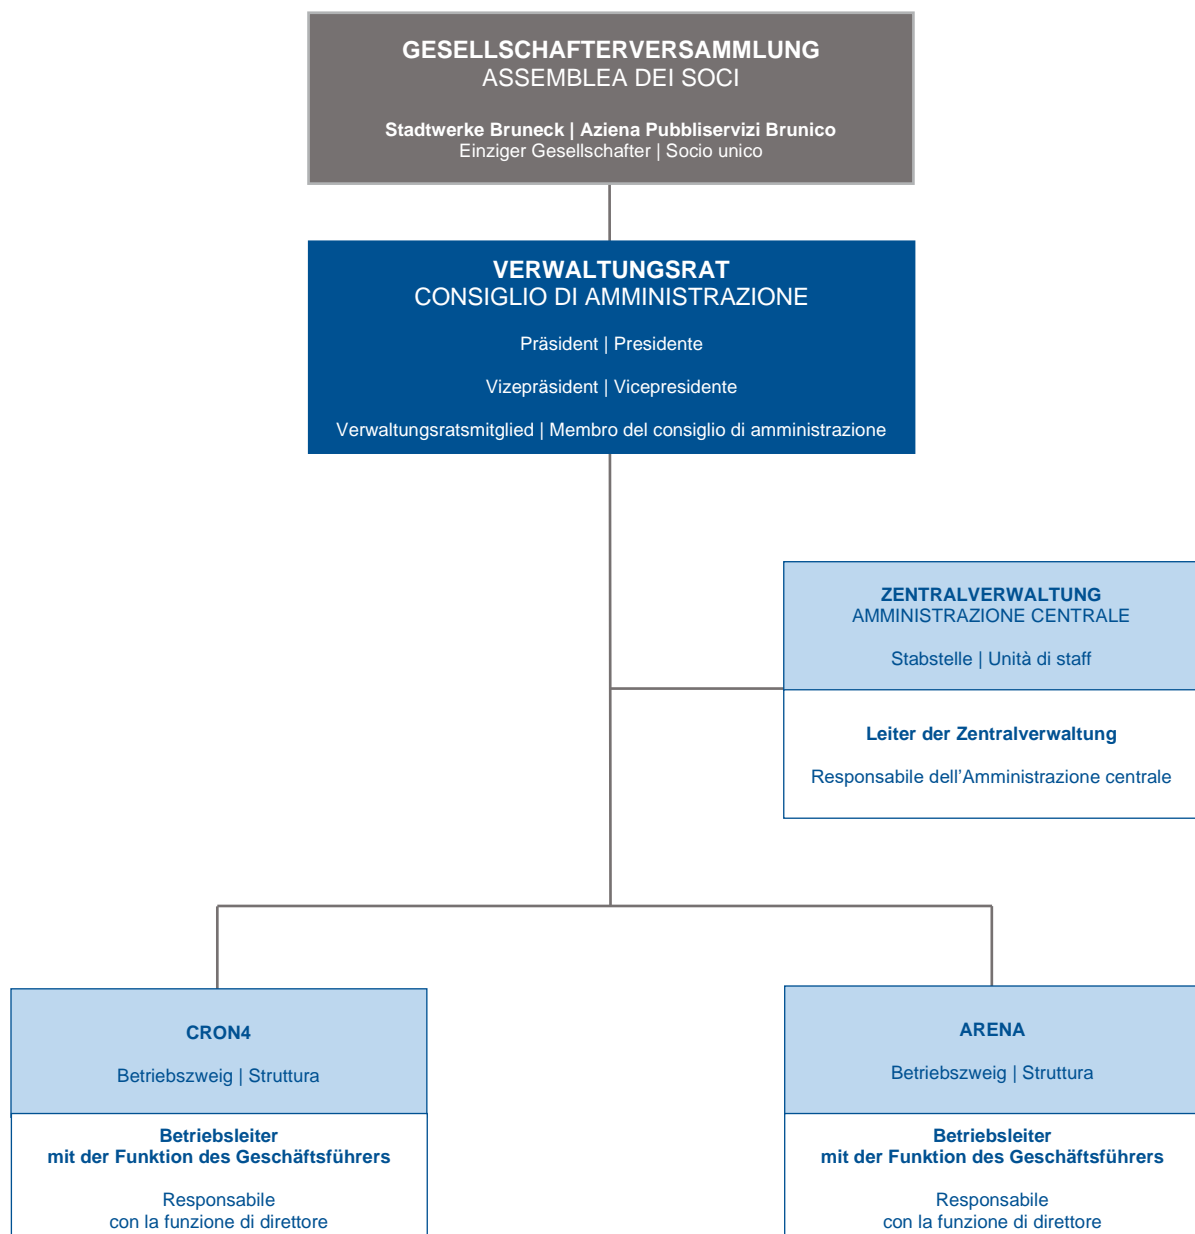 GESELLSCHAFTERVERSAMMLUNG
ASSEMBLEA DEI SOCI
Stadtwerke Bruneck | Aziena Pubbliservizi Brunico
Einziger Gesellschafter | Socio unico
VERWALTUNGSRAT
CONSIGLIO DI AMMINISTRAZIONE
Präsident | Presidente
Vizepräsident | Vicepresidente
Verwaltungsratsmitglied | Membro del consiglio di amministrazione
ZENTRALVERWALTUNG
AMMINISTRAZIONE CENTRALE
Stabstelle | Unità di staff
Leiter der Zentralverwaltung
Responsabile dell’Amministrazione centrale
CRON4
Betriebszweig | Struttura
Betriebsleiter
mit der Funktion des Geschäftsführers
Responsabile
con la funzione di direttore
ARENA
Betriebszweig | Struttura
Betriebsleiter
mit der Funktion des Geschäftsführers
Responsabile
con la funzione di direttore